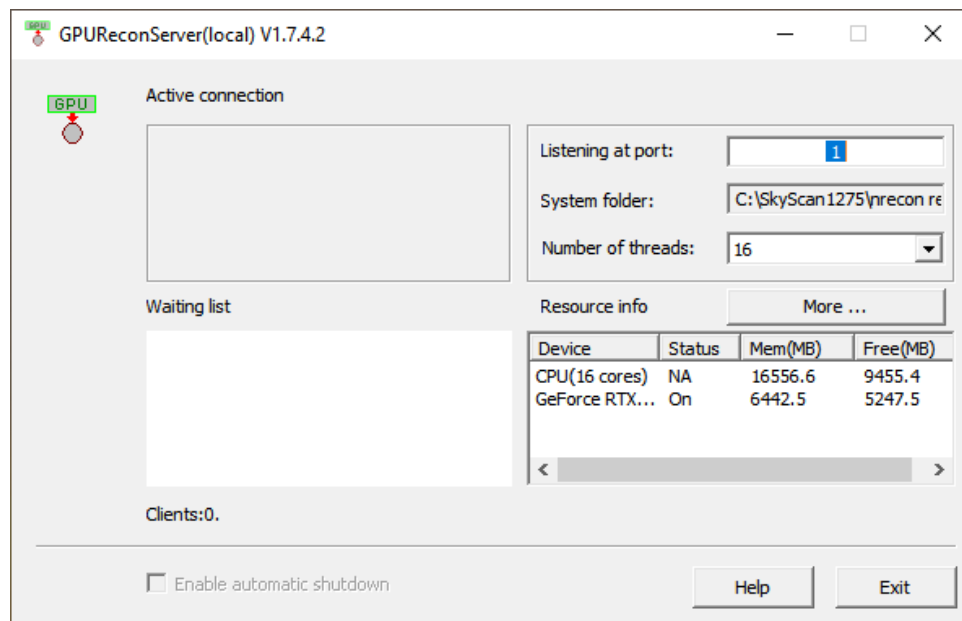 GPUReconServer(local) V1.7.4.2
GPU
Active connection
Listening at port: 1
System folder: C:\SkyScan1275\nrecon re
Number of threads: 16
Waiting list
Resource info More ...
Device Status Mem(MB) Free(MB)
CPU(16 cores) NA 16556.6 9455.4
GeForce RTX... On 6442.5 5247.5
Clients:0.
Enable automatic shutdown
Help Exit